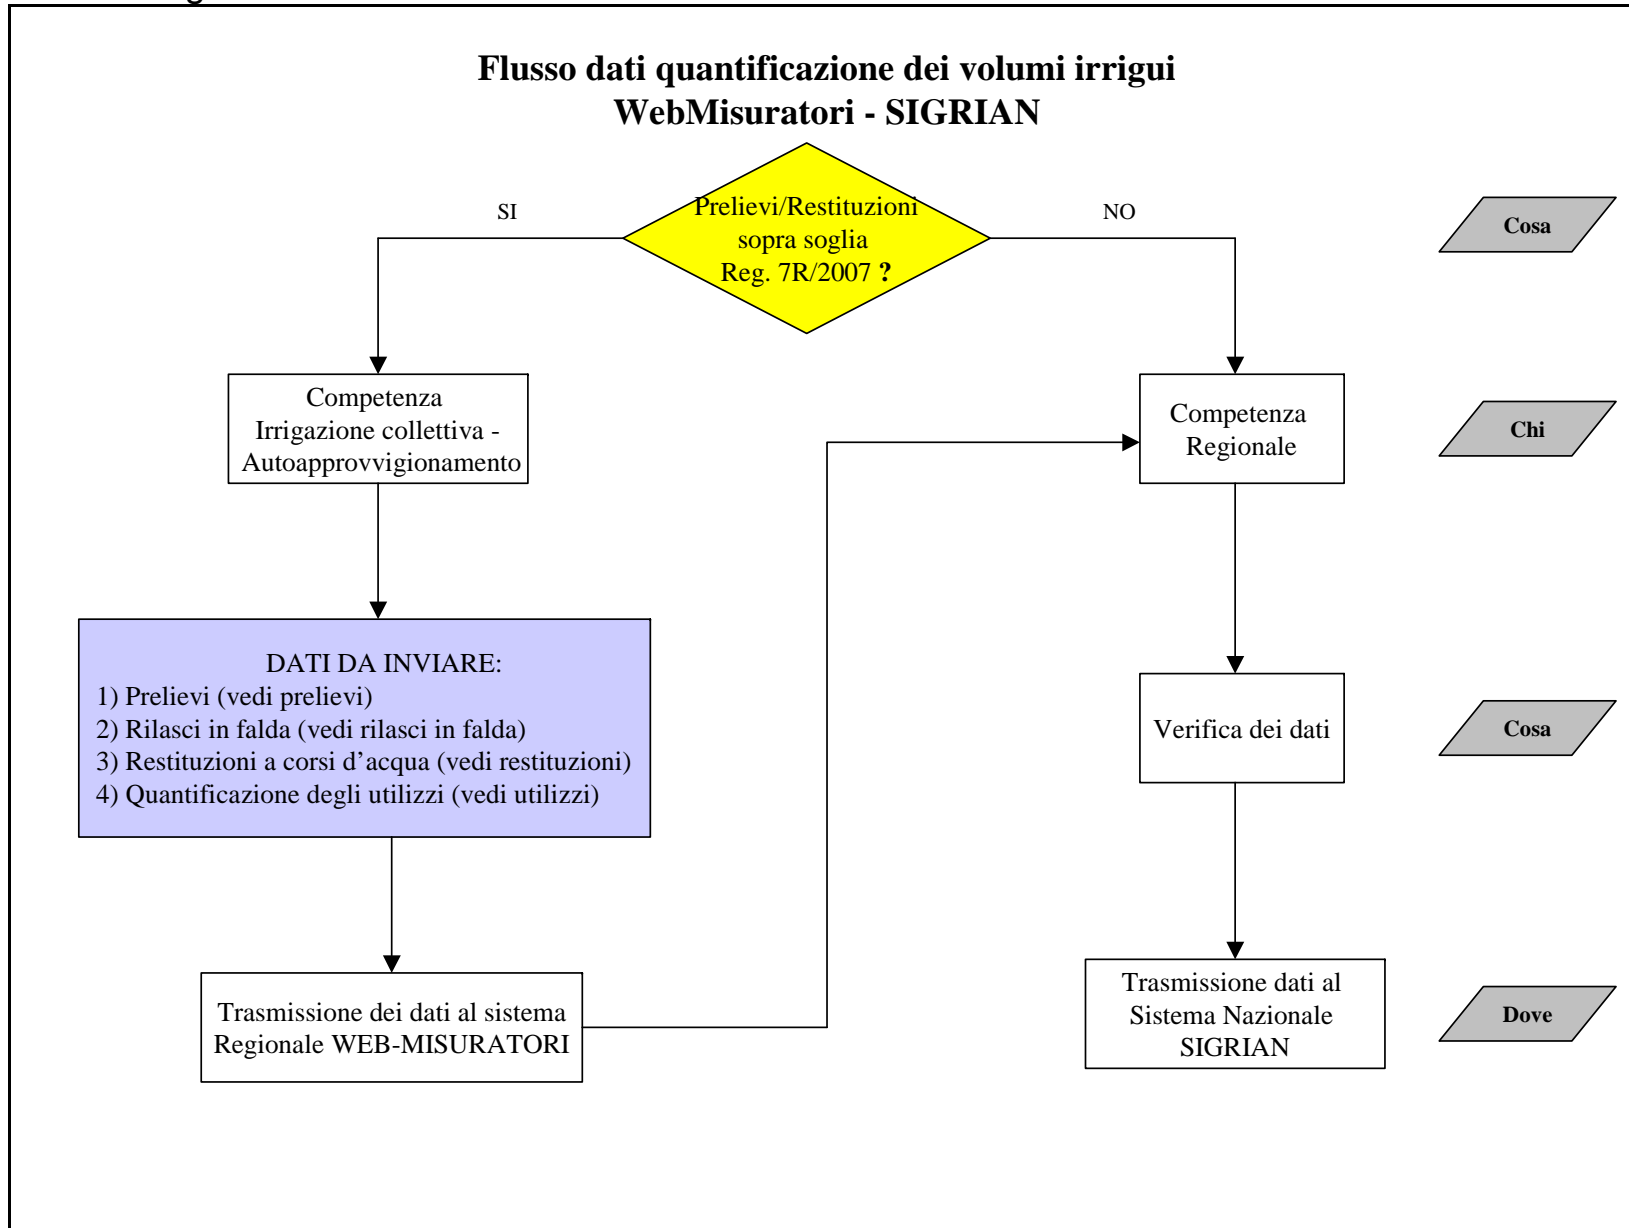 Flusso dati quantificazione dei volumi irrigui
WebMisuratori - SIGRIAN
SI
Prelievi/Restituzioni
sopra soglia
Reg. 7R/2007 ?
NO
Cosa
Competenza
Irrigazione collettiva -
Autoapprovvigionamento
Competenza
Regionale
Chi
DATI DA INVIARE:
1) Prelievi (vedi prelievi)
2) Rilasci in falda (vedi rilasci in falda)
3) Restituzioni a corsi d’acqua (vedi restituzioni)
4) Quantificazione degli utilizzi (vedi utilizzi)
Verifica dei dati
Cosa
Trasmissione dei dati al sistema
Regionale WEB-MISURATORI
Trasmissione dati al
Sistema Nazionale
SIGRIAN
Dove